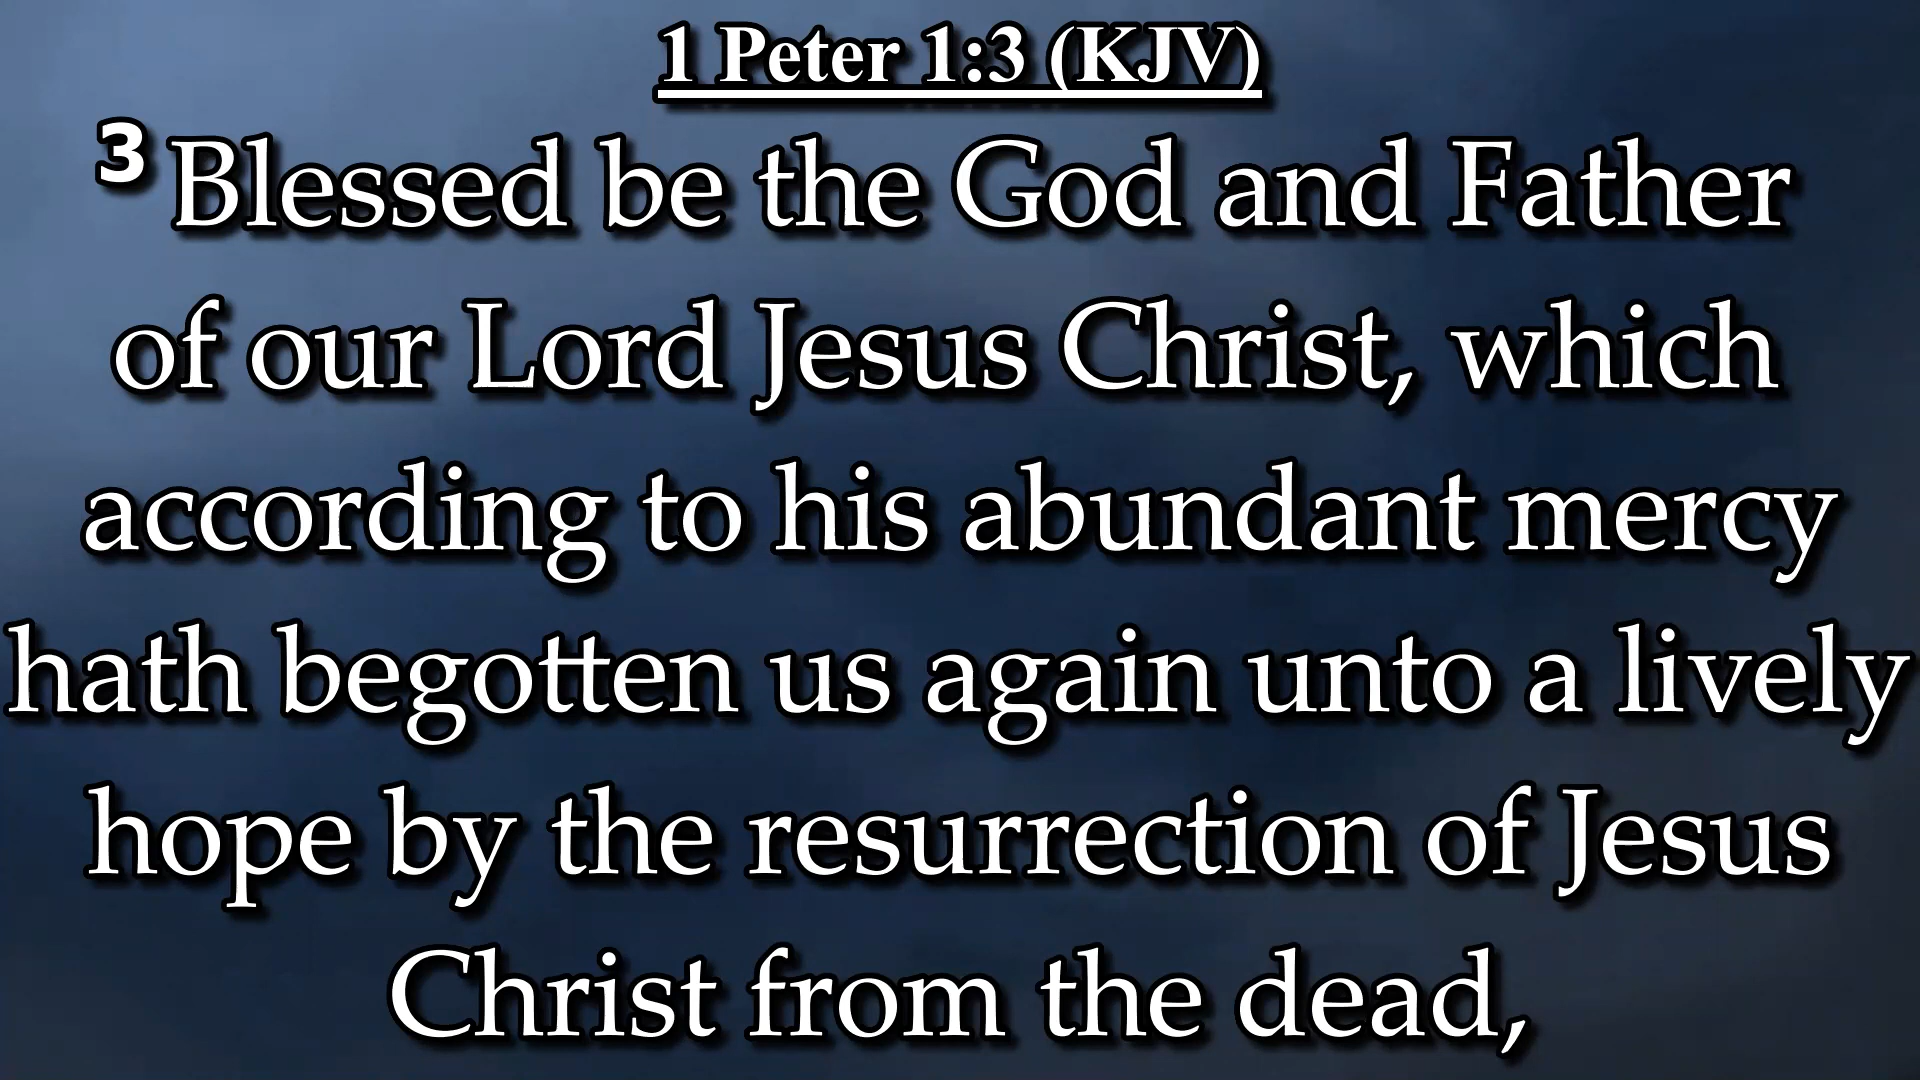 1 Peter 1:3 (KJV)
3 Blessed be the God and Father
of our Lord Jesus Christ, which
according to his abundant mercy
hath begotten us again unto a lively
hope by the resurrection of Jesus
Christ from the dead,